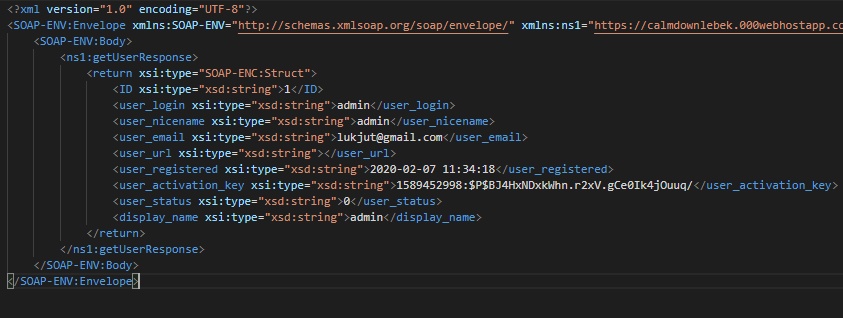 <?xml version="1.0" encoding="UTF-8"?>
<SOAP-ENV:Envelope xmlns:SOAP-ENV="http://schemas.xmlsoap.org/soap/envelope/" xmlns:ns1="https://calmdownlebek.000webhostapp.co
<SOAP-ENV:Body>
<ns1:getUserResponse>
<return xsi:type="SOAP-ENC:Struct">
<ID xsi:type="xsd:string">1</ID>
<user_login xsi:type="xsd:string">admin</user_login>
<user_nicename xsi:type="xsd:string">admin</user_nicename>
<user_email xsi:type="xsd:string">lukjut@gmail.com</user_email>
<user_url xsi:type="xsd:string"></user_url>
<user_registered xsi:type="xsd:string">2020-02-07 11:34:18</user_registered>
<user_activation_key xsi:type="xsd:string">1589452998:$P$BJ4HxNDxkWhn.r2xV.gCe0Ik4jOuuq/</user_activation_key>
<user_status xsi:type="xsd:string">0</user_status>
<display_name xsi:type="xsd:string">admin</display_name>
</return>
</ns1:getUserResponse>
</SOAP-ENV:Body>
</SOAP-ENV:Envelope>